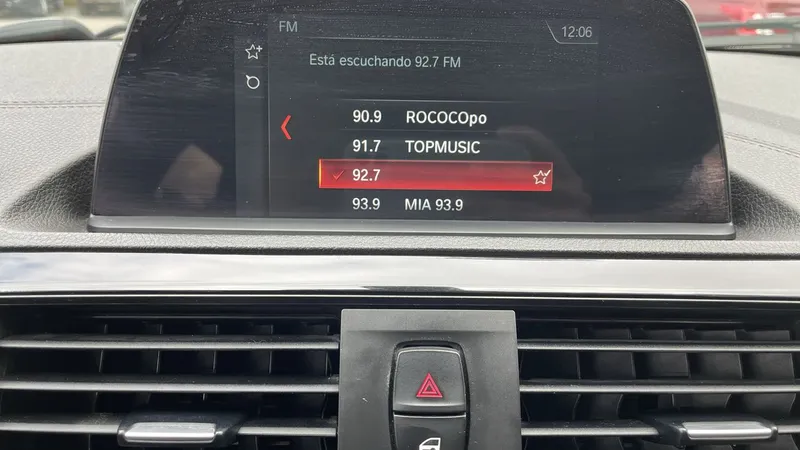 FM
12:06
Está escuchando 92.7 FM
90.9 ROCOCOpo
91.7 TOPMUSIC
92.7
93.9 MIA 93.9